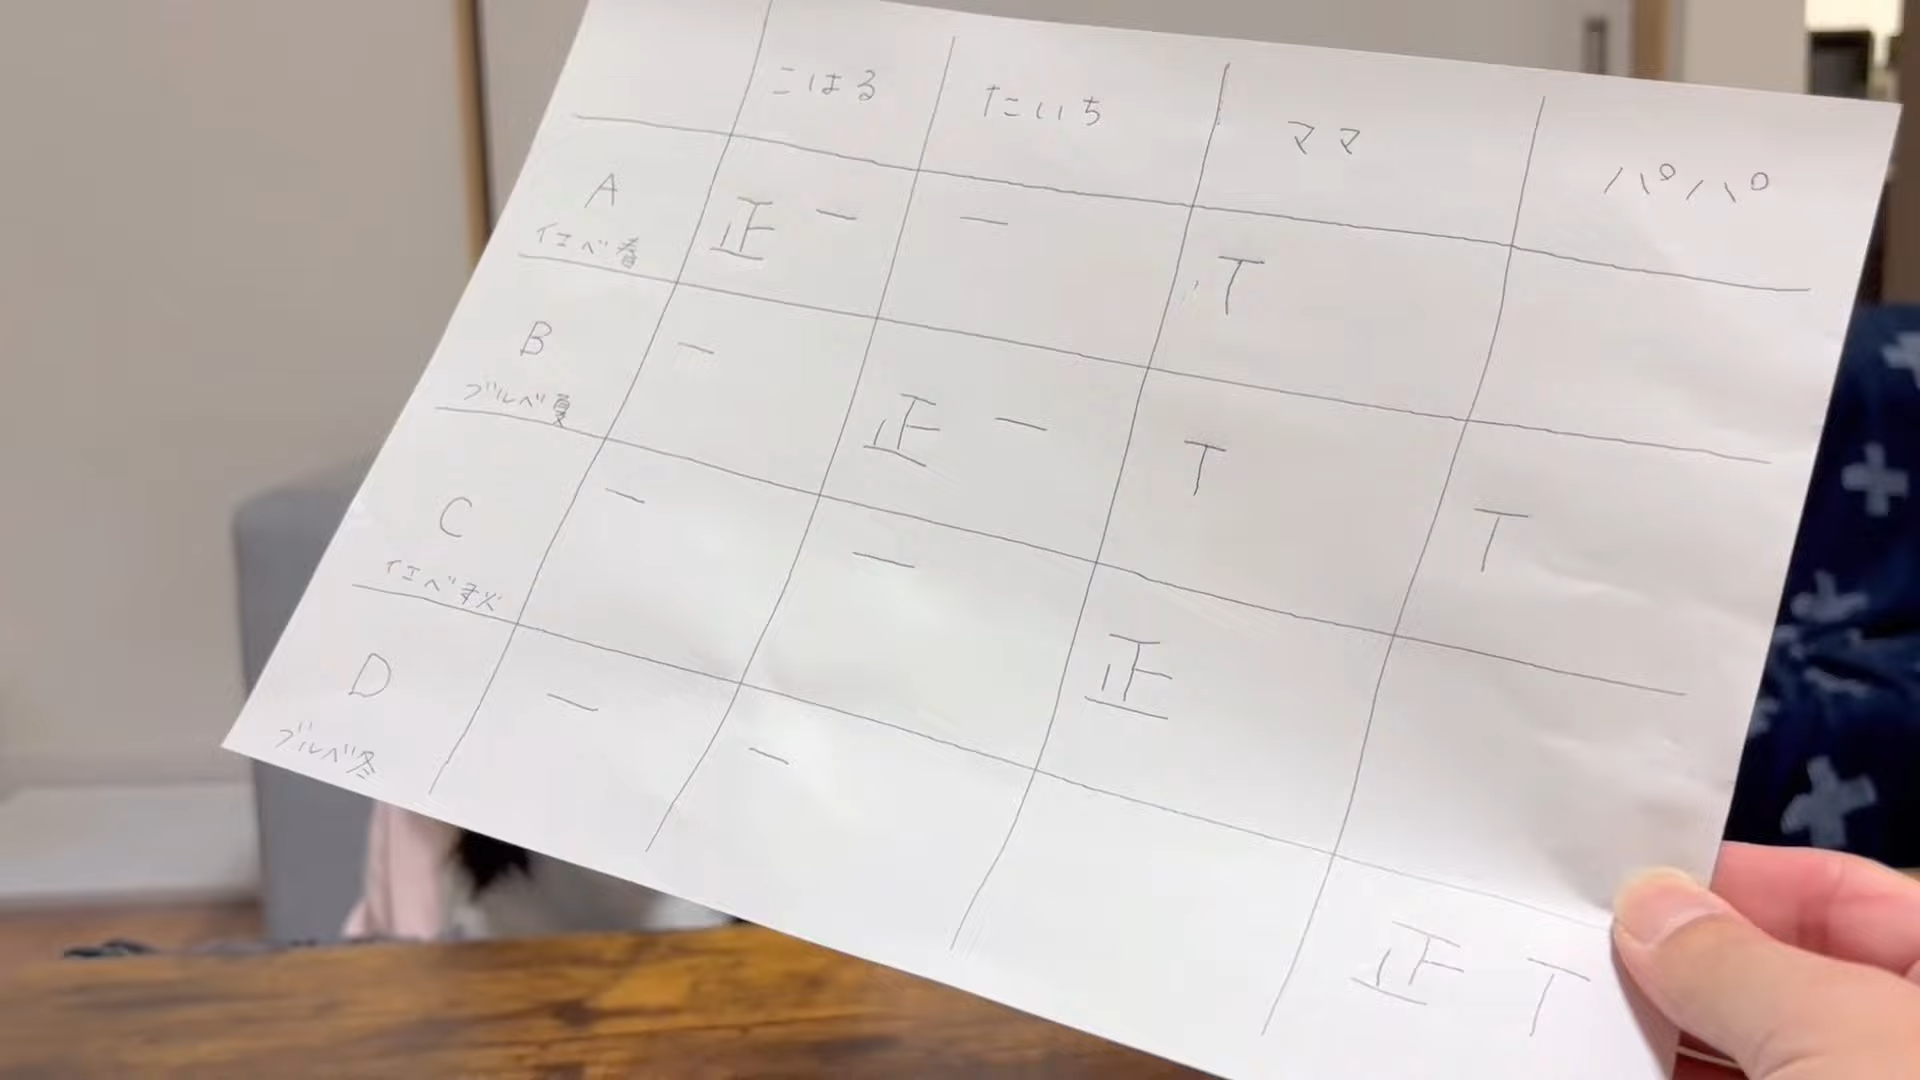 こはる たいち ママ パパ
A 正 一 一 T
イエベ春
B 一 正 一 T T
ブルベ夏
C 一 一 正
イエベ秋
D 一 一 正 T
ブルベ冬